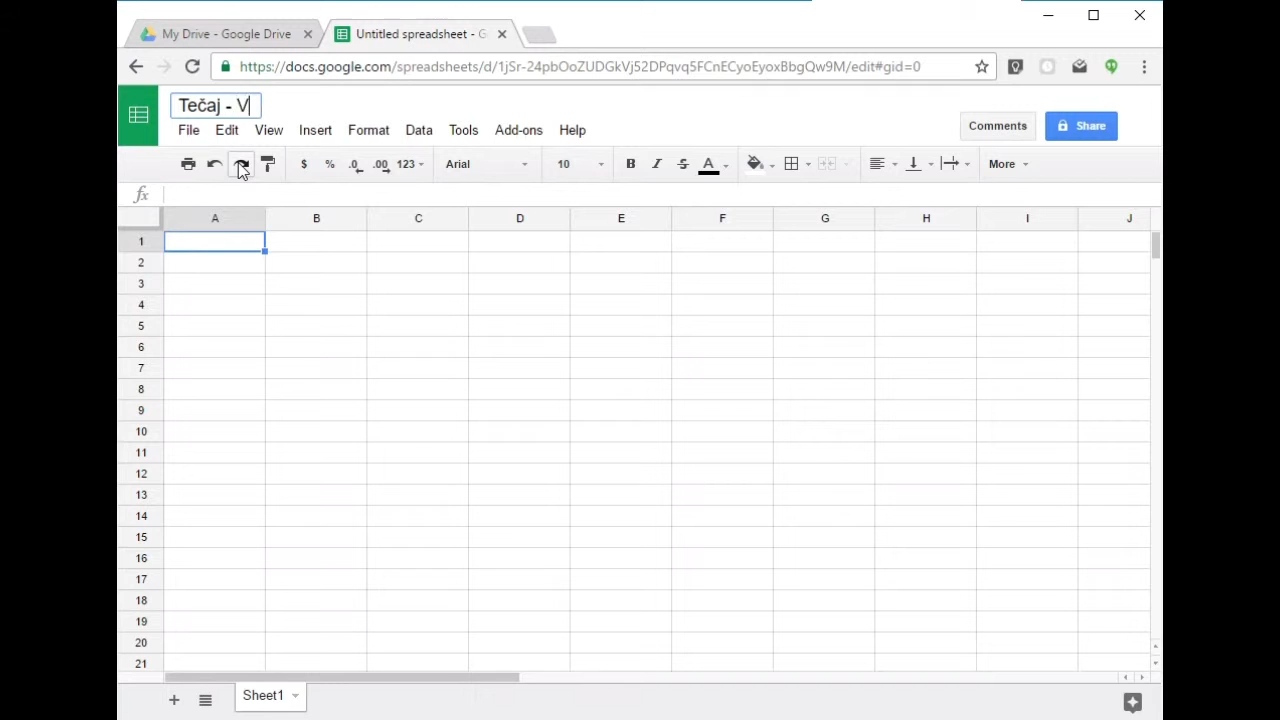 My Drive - Google Drive
Untitled spreadsheet - G
https://docs.google.com/spreadsheets/d/1jSr-24pbOoZUDGkVj52DPqvq5FCnECyoEyoxBbgQw9M/edit#gid=0
Tečaj - V
File Edit View Insert Format Data Tools Add-ons Help
Comments
Share
$ % .0 .00 123 Arial 10 B I S A More
fx
A B C D E F G H I J
1
2
3
4
5
6
7
8
9
10
11
12
13
14
15
16
17
18
19
20
21
Sheet1